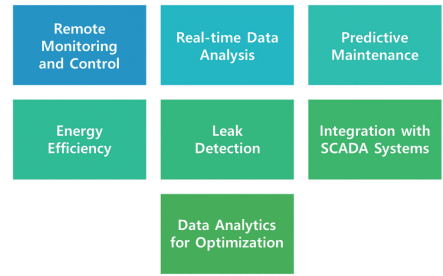 Remote
Monitoring
and Control
Real-time Data
Analysis
Predictive
Maintenance
Energy
Efficiency
Leak
Detection
Integration with
SCADA Systems
Data Analytics
for Optimization